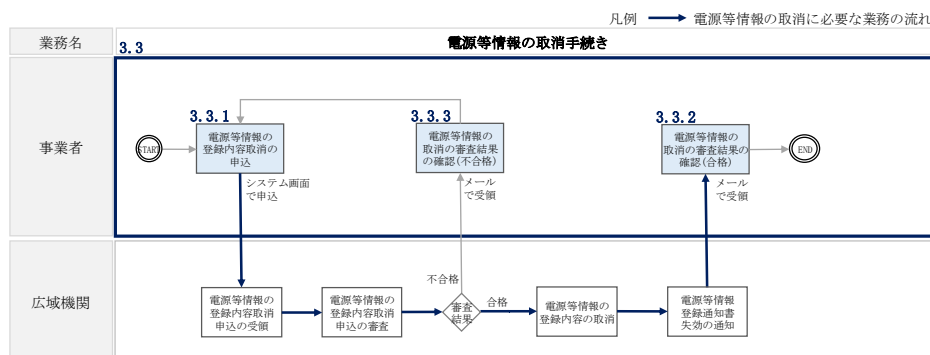 凡例 電源等情報の取消に必要な業務の流れ
業務名
3.3
電源等情報の取消手続き
事業者
START
3.3.1
電源等情報の
登録内容取消の
申込
システム画面
で申込
3.3.3
電源等情報の
取消の審査結果
の確認(不合格)
メール
で受領
3.3.2
電源等情報の
取消の審査結果の
確認(合格)
メール
で受領
END
広域機関
電源等情報の
登録内容取消
申込の受領
電源等情報の
登録内容取消
申込の審査
不合格
審査
結果
合格
電源等情報の
登録内容の取消
電源等情報
登録通知書
失効の通知